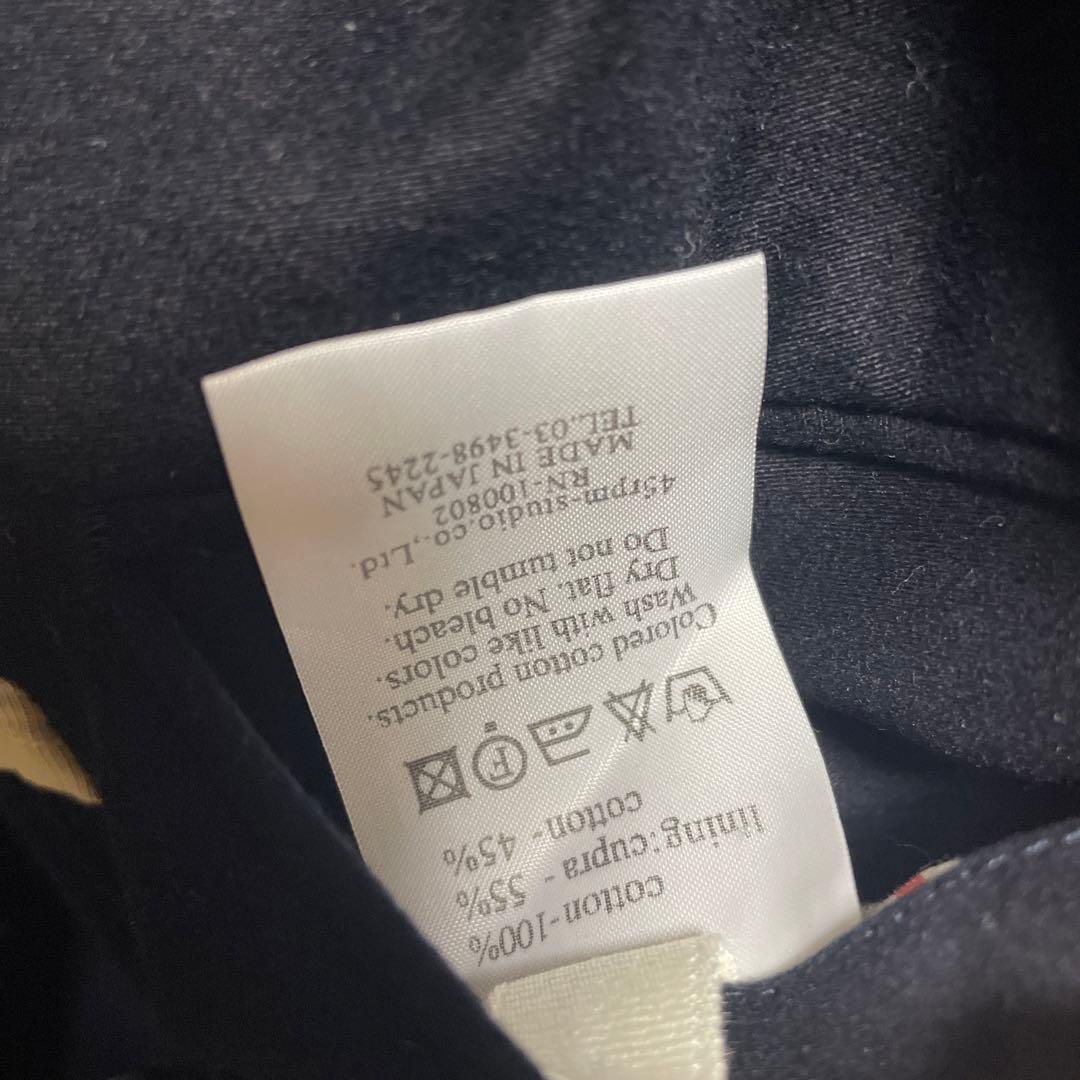 cotton-100%
lining:cupra - 55%
cotton - 45%
F
Colored cotton products.
Wash with like colors.
Dry flat. No bleach.
Do not tumble dry.
45rpm-studio.co.,Ltd.
RN-100802
MADE IN JAPAN
TEL.03-3498-2245